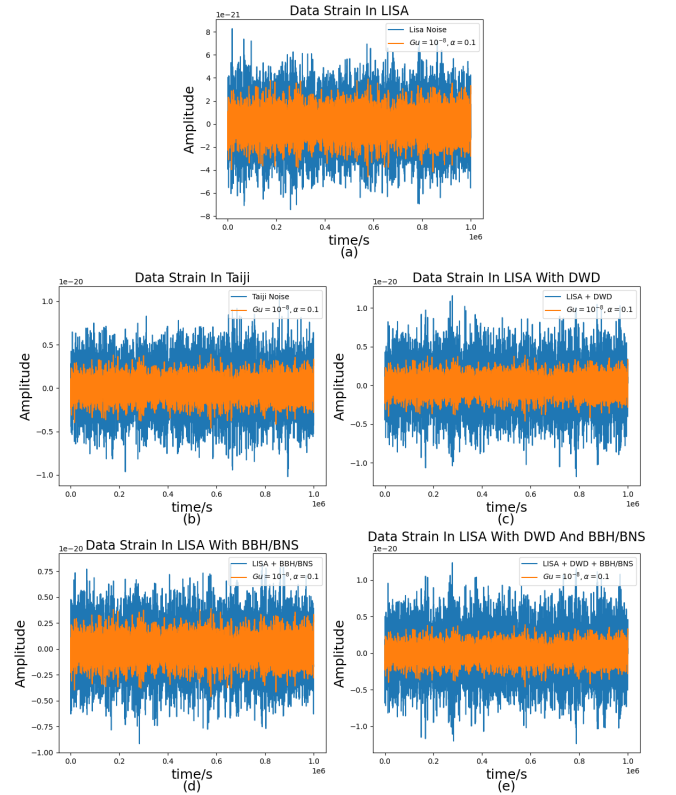 Data Strain In LISA
1e−21
Lisa Noise
Gu = 10⁻⁸, α = 0.1
8
6
4
2
0
−2
−4
−6
−8
Amplitude
0.0 0.2 0.4 0.6 0.8 1.0
1e6
time/s
(a)
Data Strain In Taiji
1e−20
Taiji Noise
Gu = 10⁻⁸, α = 0.1
1.0
0.5
0.0
−0.5
−1.0
Amplitude
0.0 0.2 0.4 0.6 0.8 1.0
1e6
time/s
(b)
Data Strain In LISA With DWD
1e−20
LISA + DWD
Gu = 10⁻⁸, α = 0.1
1.0
0.5
0.0
−0.5
−1.0
Amplitude
0.0 0.2 0.4 0.6 0.8 1.0
1e6
time/s
(c)
Data Strain In LISA With BBH/BNS
1e−20
LISA + BBH/BNS
Gu = 10⁻⁸, α = 0.1
0.75
0.50
0.25
0.00
−0.25
−0.50
−0.75
−1.00
Amplitude
0.0 0.2 0.4 0.6 0.8 1.0
1e6
time/s
(d)
Data Strain In LISA With DWD And BBH/BNS
1e−20
LISA + DWD + BBH/BNS
Gu = 10⁻⁸, α = 0.1
1.0
0.5
0.0
−0.5
−1.0
Amplitude
0.0 0.2 0.4 0.6 0.8 1.0
1e6
time/s
(e)